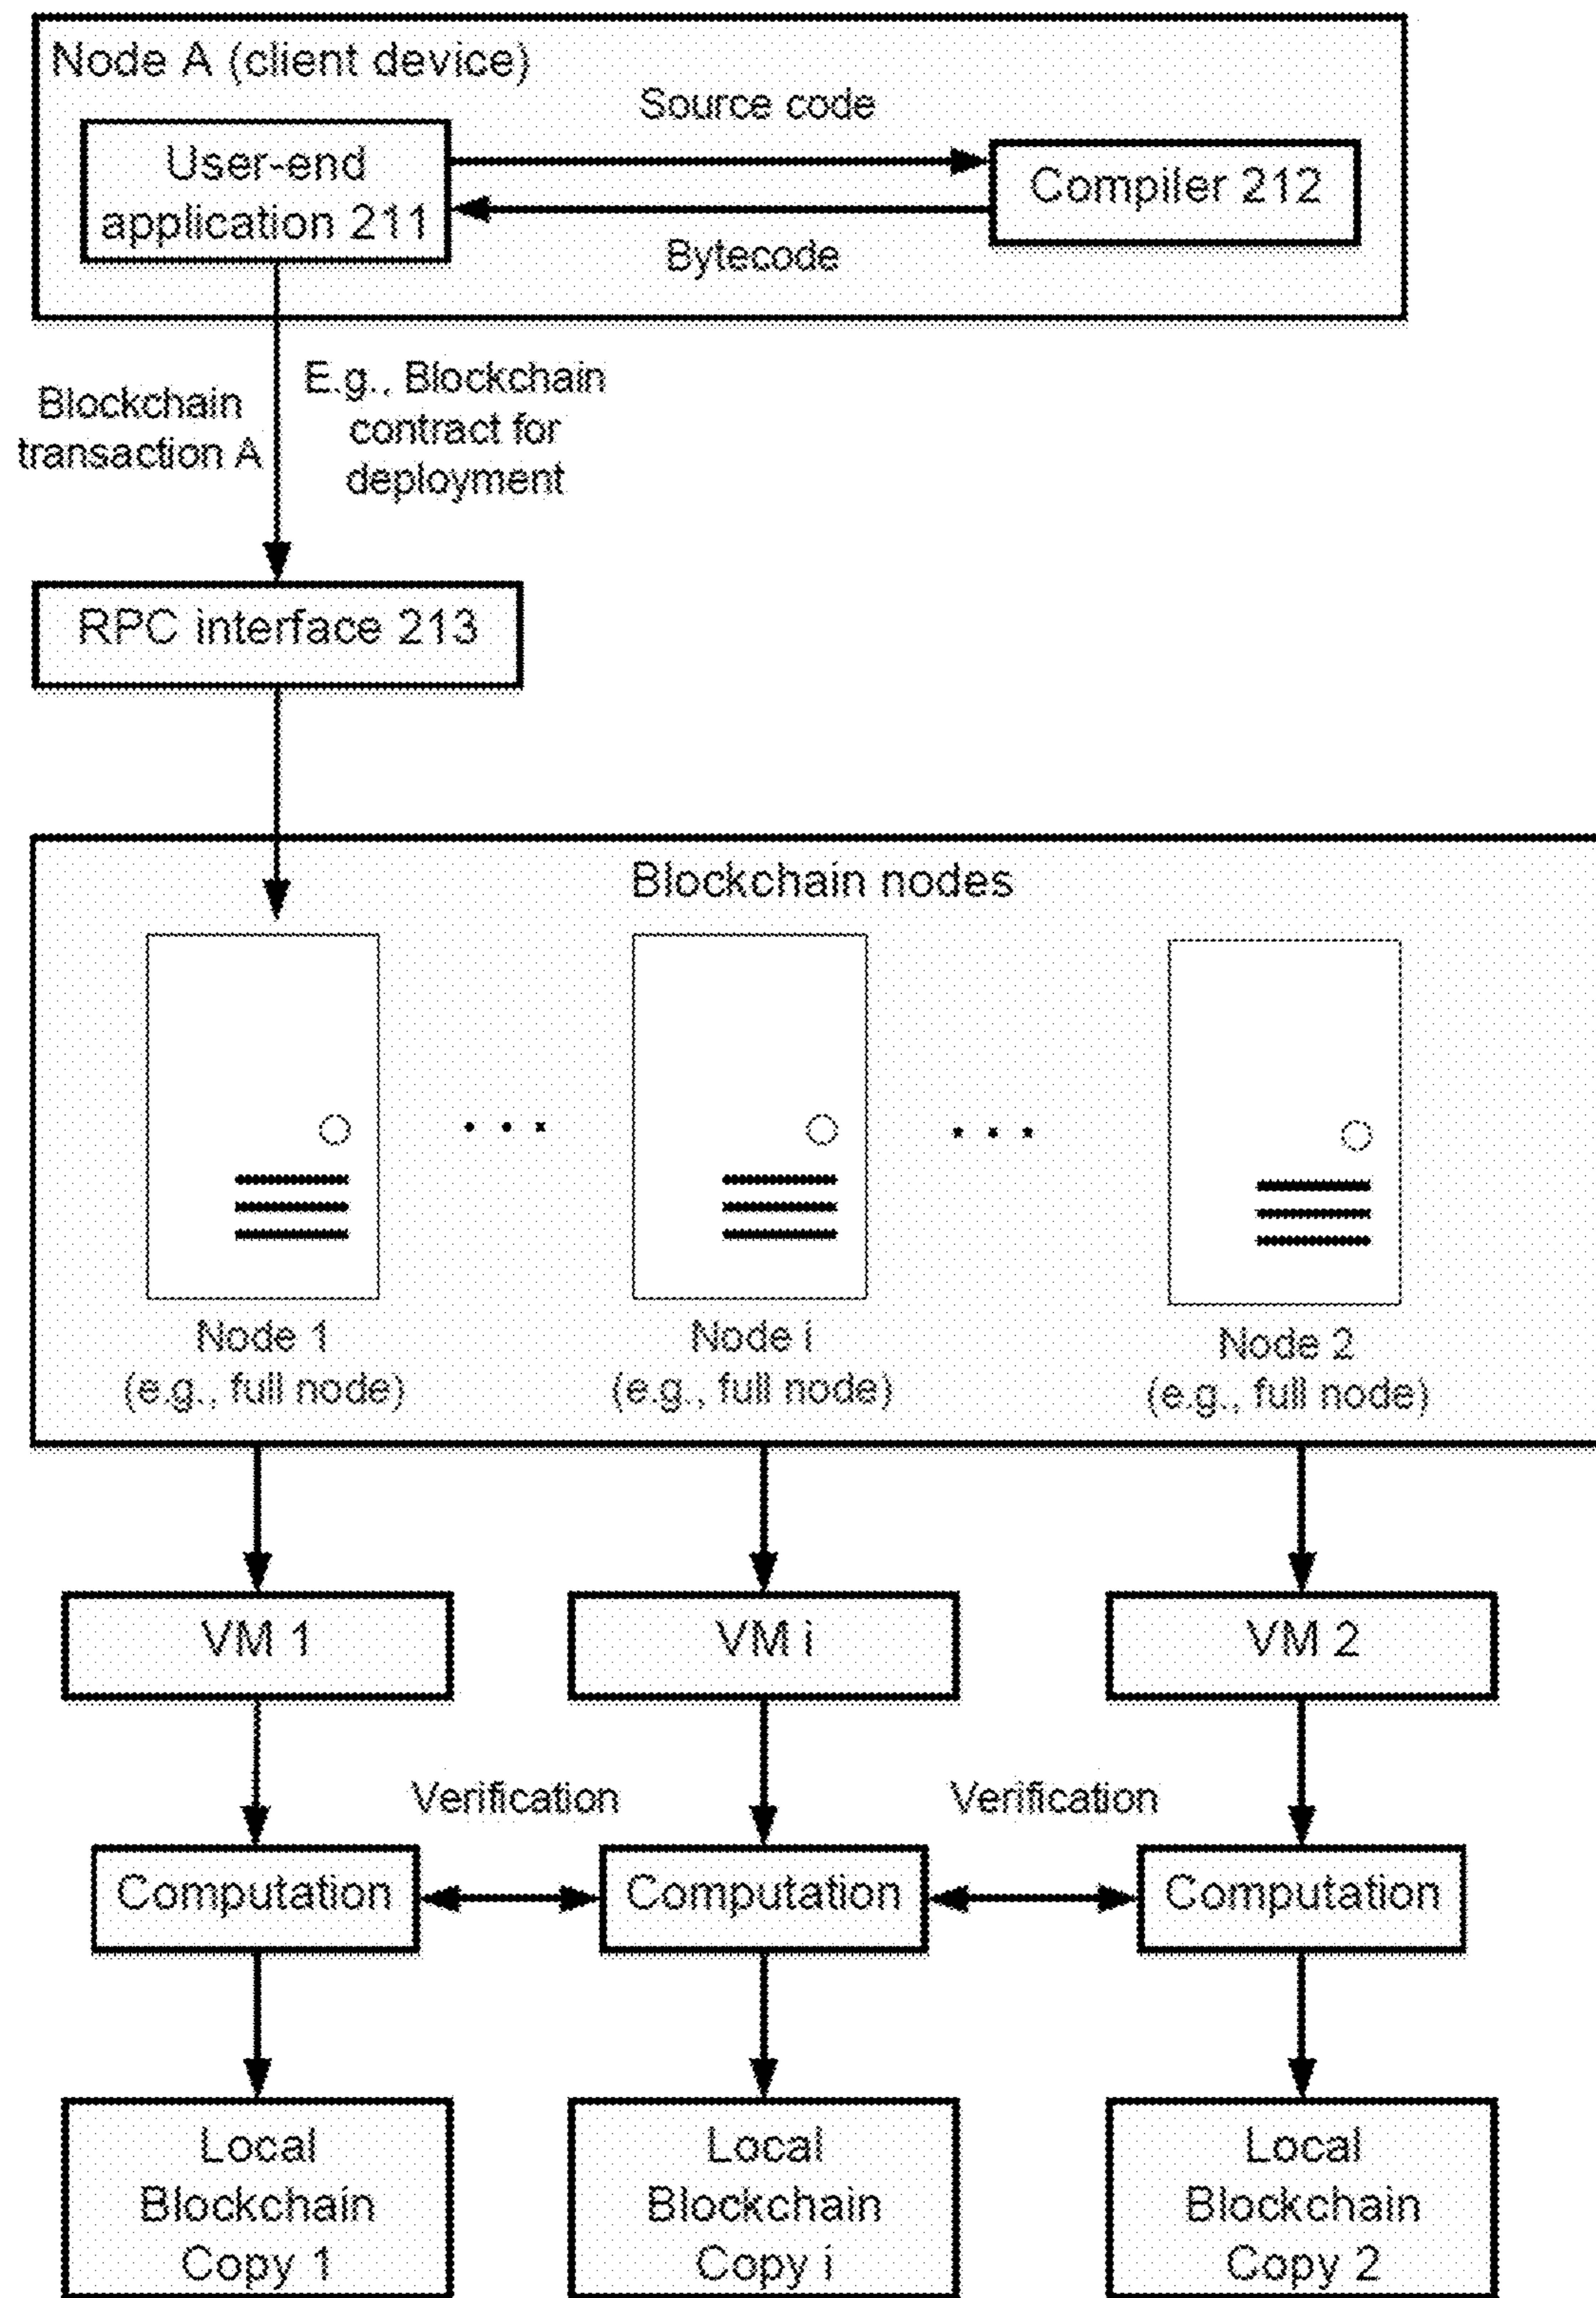 Node A (client device)
Source code
User-end
application 211
Compiler 212
Bytecode
Blockchain
transaction A
E.g., Blockchain
contract for
deployment
RPC interface 213
Blockchain nodes
Node 1
(e.g., full node)
Node i
(e.g., full node)
Node 2
(e.g., full node)
VM 1
VM i
VM 2
Verification
Verification
Computation
Computation
Computation
Local
Blockchain
Copy 1
Local
Blockchain
Copy i
Local
Blockchain
Copy 2